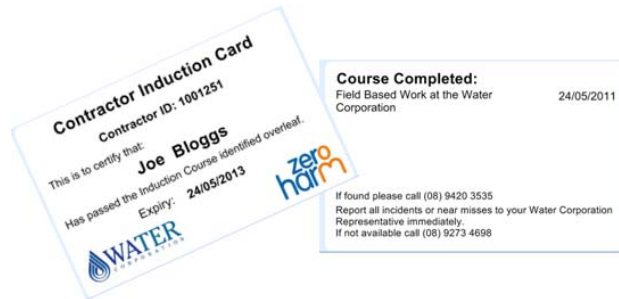 Contractor Induction Card
Contractor ID: 1001251
This is to certify that:
Joe Bloggs
Has passed the Induction Course identified overleaf.
Expiry: 24/05/2013
zero
harm
WATER
CORPORATION
Course Completed:
Field Based Work at the Water 24/05/2011
Corporation
If found please call (08) 9420 3535
Report all incidents or near misses to your Water Corporation
Representative immediately.
If not available call (08) 9273 4698